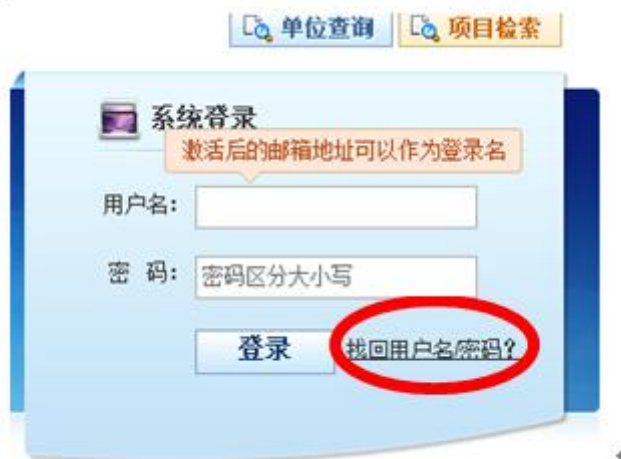 单位查询 项目检索
系统登录
激活后的邮箱地址可以作为登录名
用户名:
密 码: 密码区分大小写
登录 找回用户名/密码?